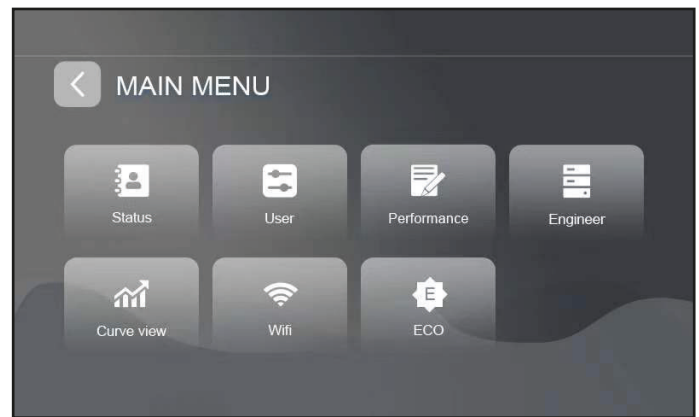 MAIN MENU
Status
User
Performance
Engineer
Curve view
Wifi
E
ECO